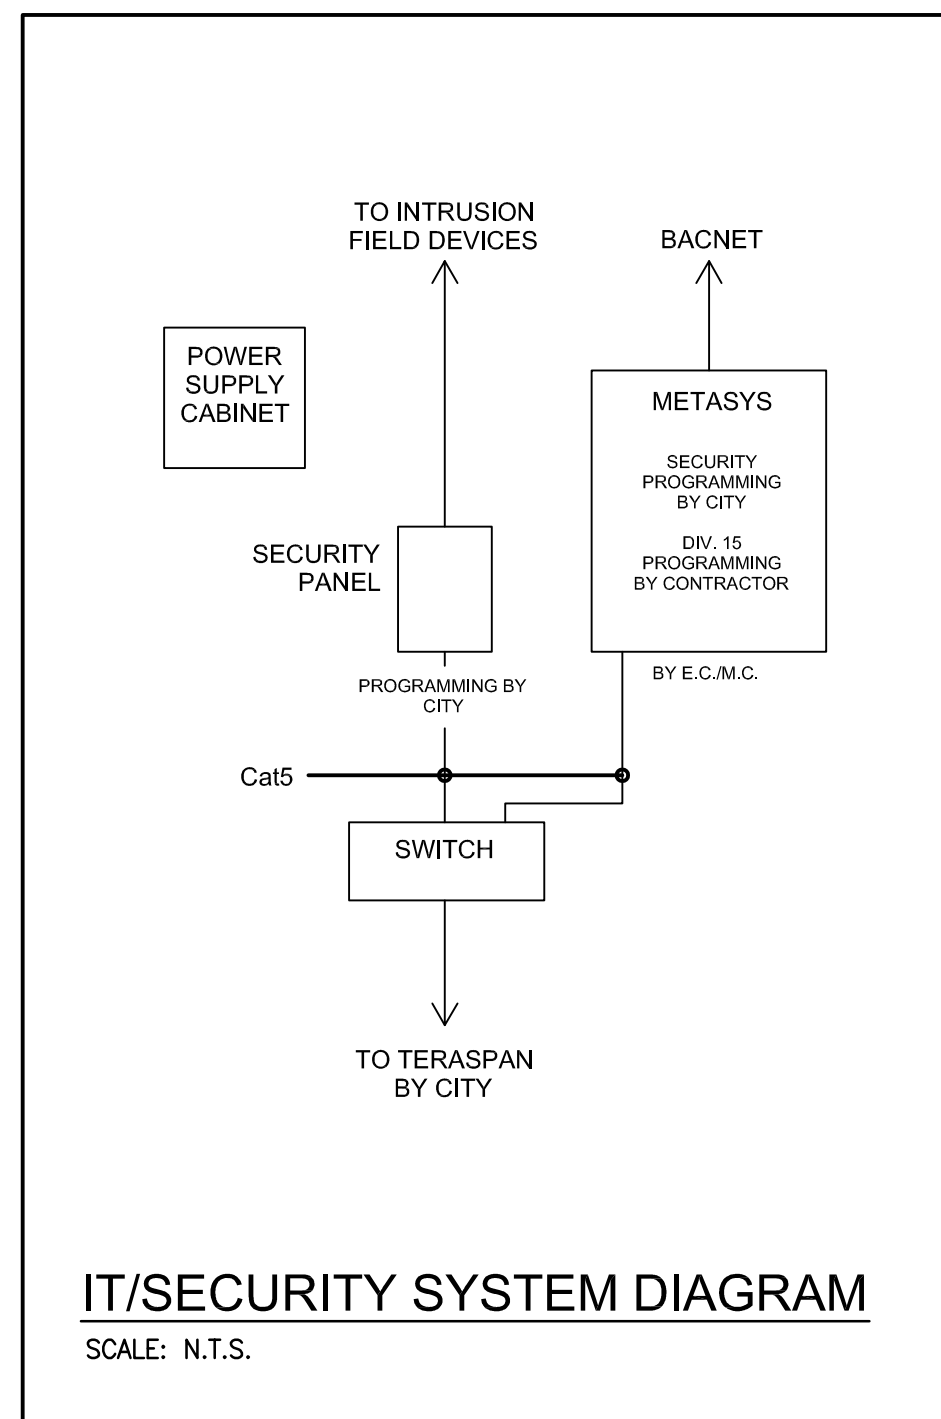 TO INTRUSION
FIELD DEVICES
BACNET
POWER
SUPPLY
CABINET
METASYS
SECURITY
PROGRAMMING
BY CITY
DIV. 15
PROGRAMMING
BY CONTRACTOR
SECURITY
PANEL
BY E.C./M.C.
PROGRAMMING BY
CITY
Cat5
SWITCH
TO TERASPAN
BY CITY
IT/SECURITY SYSTEM DIAGRAM
SCALE: N.T.S.